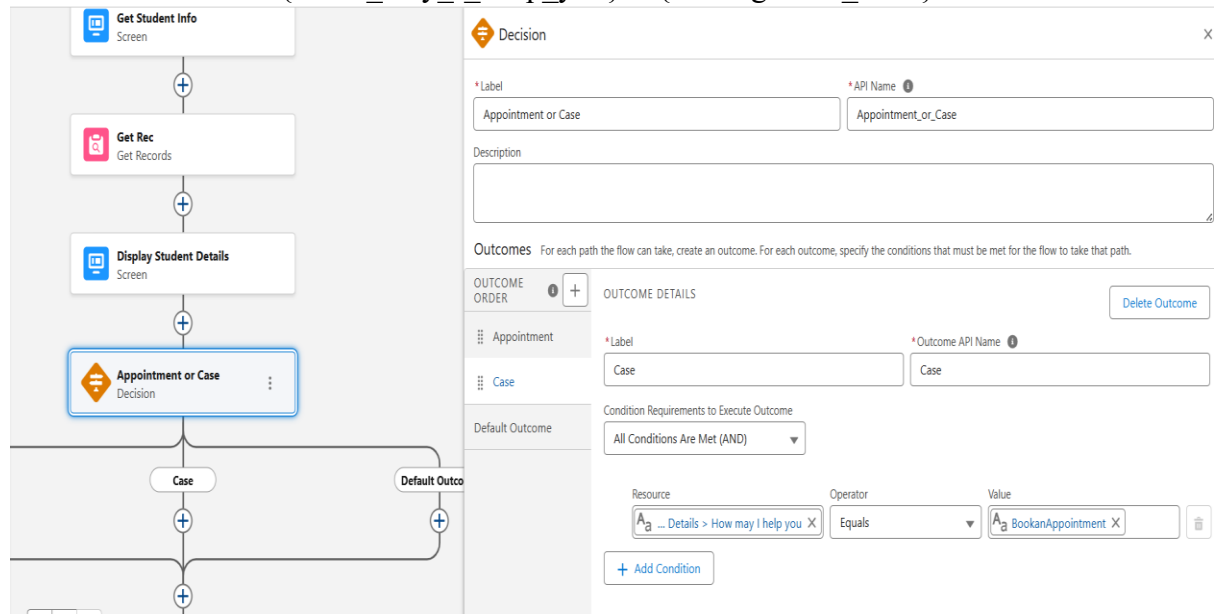 Get Student Info
Screen
Get Rec
Get Records
Display Student Details
Screen
Appointment or Case
Decision
Case
Default Outco
Decision
X
*Label
*API Name
Appointment or Case
Appointment_or_Case
Description
Outcomes For each path the flow can take, create an outcome. For each outcome, specify the conditions that must be met for the flow to take that path.
OUTCOME
ORDER
OUTCOME DETAILS
Delete Outcome
Appointment
*Label
*Outcome API Name
Case
Case
Case
Condition Requirements to Execute Outcome
Default Outcome
All Conditions Are Met (AND)
Resource
Operator
Value
Aa ... Details > How may I help you X
Equals
Aa BookanAppointment X
+ Add Condition